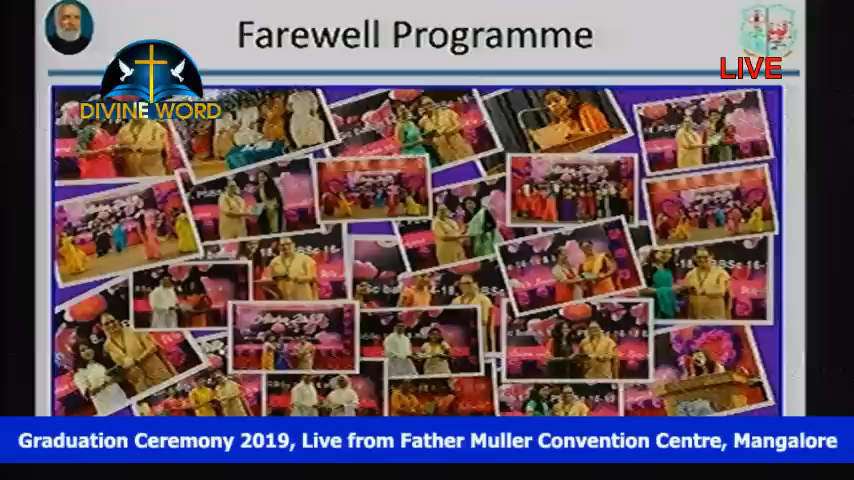 Farewell Programme
LIVE
DIVINE WORD
Graduation Ceremony 2019, Live from Father Muller Convention Centre, Mangalore